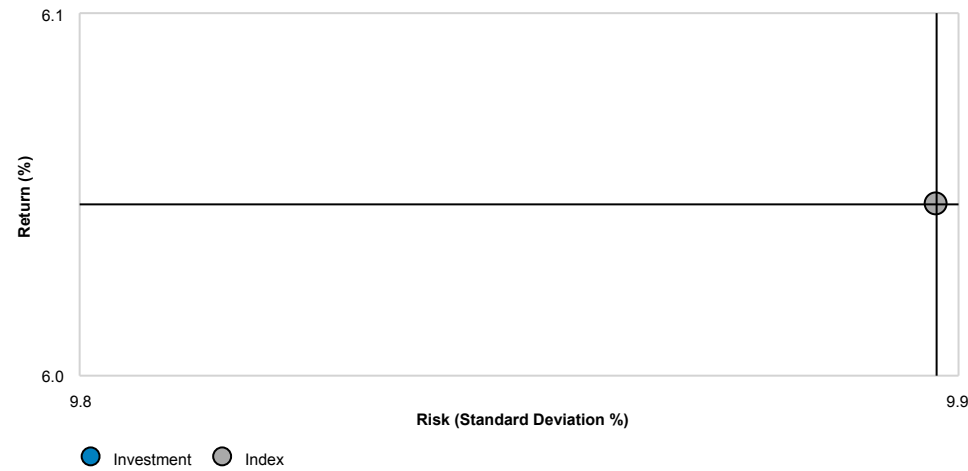 6.1
Return (%)
6.0
9.8
9.9
Risk (Standard Deviation %)
Investment
Index